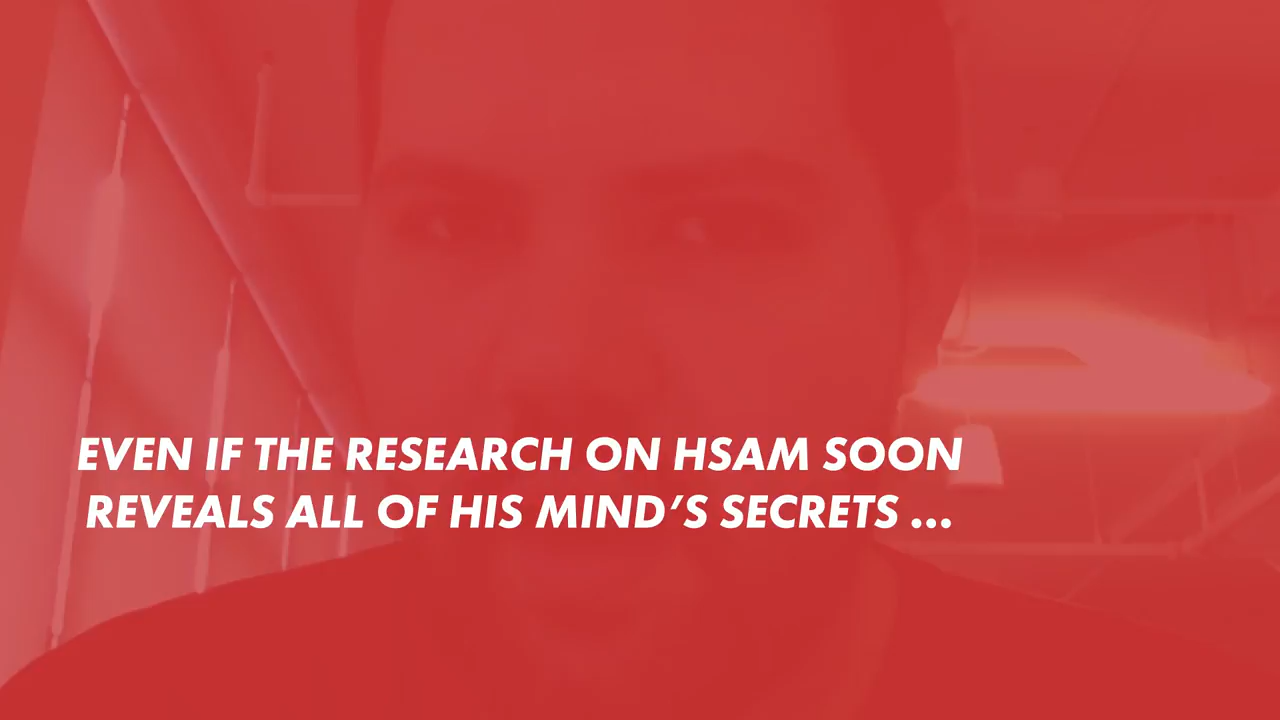 EVEN IF THE RESEARCH ON HSAM SOON
REVEALS ALL OF HIS MIND’S SECRETS ...